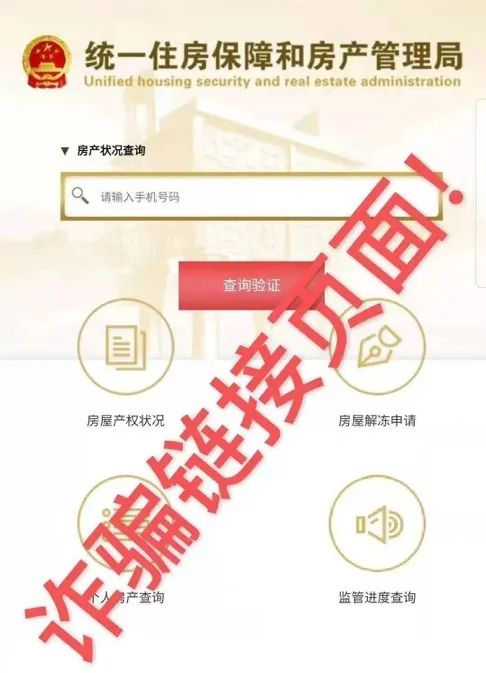 统一住房保障和房产管理局
Unified housing security and real estate administration
▼ 房产状况查询
请输入手机号码
查询验证
房屋产权状况
房屋解冻申请
个人房产查询
监管进度查询
诈骗链接页面！